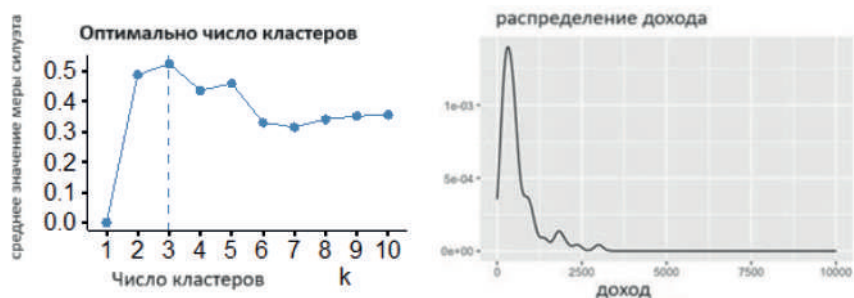 Оптимально число кластеров
среднее значение меры силуэта
0.5
0.4
0.3
0.2
0.1
0.0
1 2 3 4 5 6 7 8 9 10
Число кластеров k
распределение дохода
1e-03
5e-04
0e+00
0 2500 5000 7500 10000
доход